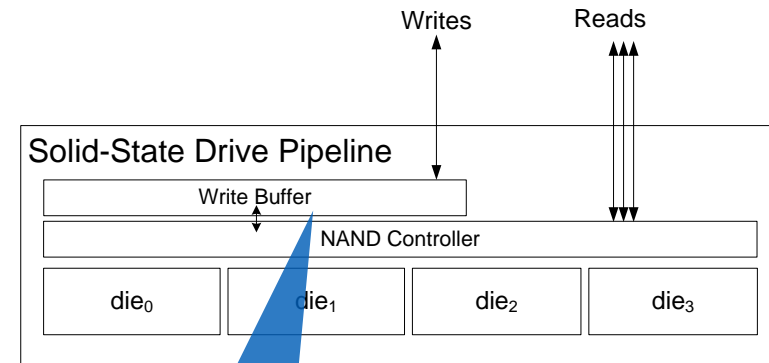 Writes Reads
Solid-State Drive Pipeline
Write Buffer
NAND Controller
die₀ die₁ die₂ die₃